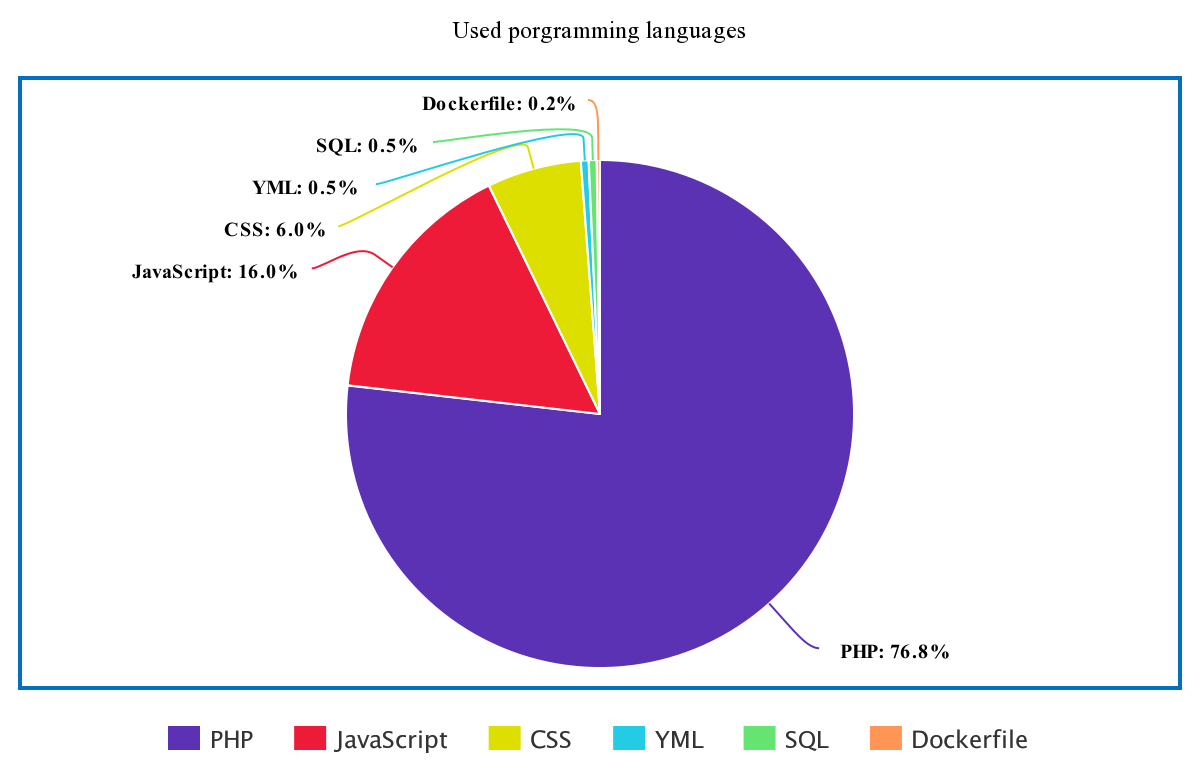 Used porgramming languages
Dockerfile: 0.2%
SQL: 0.5%
YML: 0.5%
CSS: 6.0%
JavaScript: 16.0%
PHP: 76.8%
PHP JavaScript CSS YML SQL Dockerfile